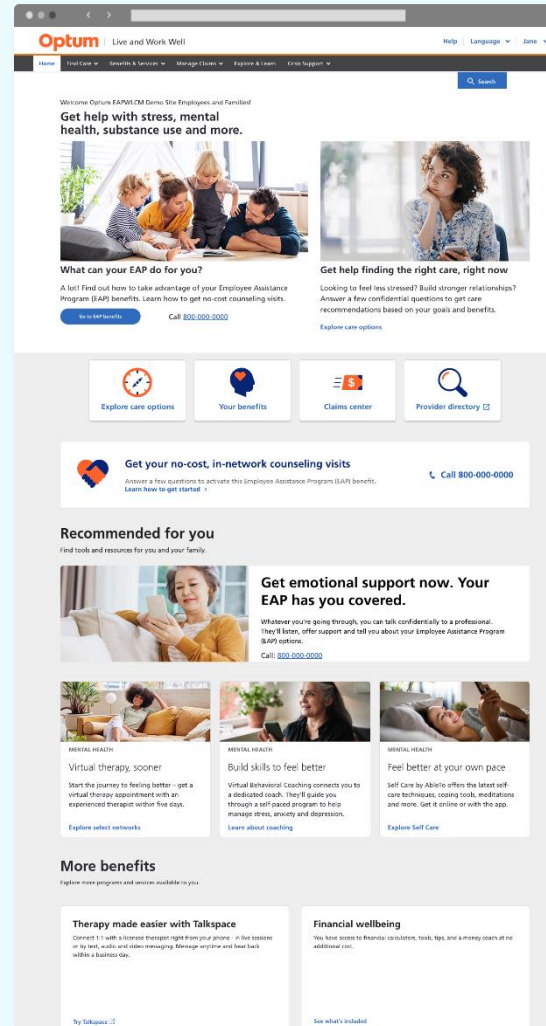 Optum
Live and Work Well
Help
Language
Jane
Home
Find Care
Benefits & Services
Manage Claims
Explore & Learn
Crisis Support
Search
Welcome Optum EAP/WLCM Demo Site Employees and Families!
Get help with stress, mental
health, substance use and more.
What can your EAP do for you?
A lot! Find out how to take advantage of your Employee Assistance
Program (EAP) benefits. Learn how to get no-cost counseling visits.
Go to EAP benefits
Call 800-000-0000
Get help finding the right care, right now
Looking to feel less stressed? Build stronger relationships?
Answer a few confidential questions to get care
recommendations based on your goals and benefits.
Explore care options
Explore care options
Your benefits
Claims center
Provider directory
Get your no-cost, in-network counseling visits
Answer a few questions to activate this Employee Assistance Program (EAP) benefit.
Learn how to get started
Call 800-000-0000
Recommended for you
Find tools and resources for you and your family.
Get emotional support now. Your
EAP has you covered.
Whatever you're going through, you can talk confidentially to a professional.
They'll listen, offer support and tell you about your Employee Assistance Program
(EAP) options.
Call: 800-000-0000
MENTAL HEALTH
Virtual therapy, sooner
Start the journey to feeling better – get a
virtual therapy appointment with an
experienced therapist within five days.
Explore select networks
MENTAL HEALTH
Build skills to feel better
Virtual Behavioral Coaching connects you to
a dedicated coach. They'll guide you
through a self-paced program to help
manage stress, anxiety and depression.
Learn about coaching
MENTAL HEALTH
Feel better at your own pace
Self Care by AbleTo offers the latest self-
care techniques, coping tools, meditations
and more. Get it online or with the app.
Explore Self Care
More benefits
Explore more programs and services available to you.
Therapy made easier with Talkspace
Connect 1:1 with a licensed therapist right from your phone - in live sessions
or by text, audio and video messaging. Message anytime and hear back
within a business day.
Try Talkspace
Financial wellbeing
You have access to financial calculators, tools, tips, and a money coach at no
additional cost.
See what's included